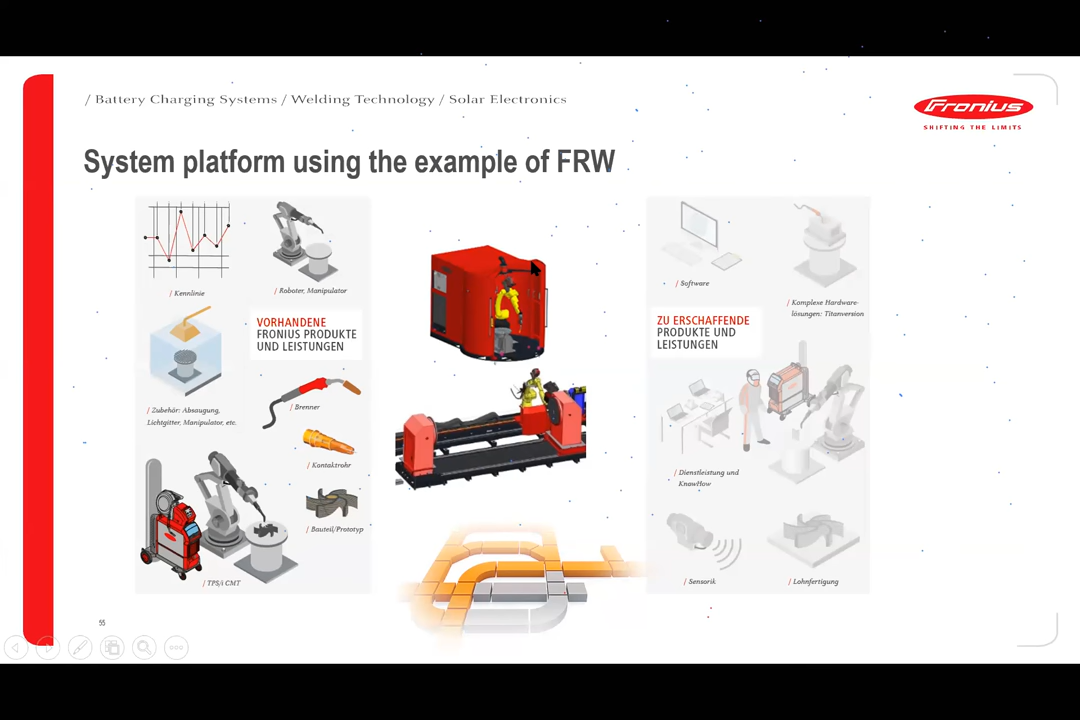 / Battery Charging Systems / Welding Technology / Solar Electronics
Fronius
SHIFTING THE LIMITS
System platform using the example of FRW
/ Kennlinie
/ Roboter, Manipulator
VORHANDENE
FRONIUS PRODUKTE
UND LEISTUNGEN
/ Zubehör: Absaugung,
Lichtgitter, Manipulator, etc.
/ Brenner
/ Kontaktrohr
/ Bauteil/Prototyp
/ TPS/i CMT
/ Software
/ Komplexe Hardware-
lösungen: Titanversion
ZU ERSCHAFFENDE
PRODUKTE UND
LEISTUNGEN
/ Dienstleistung und
KnowHow
/ Sensorik
/ Lohnfertigung
55